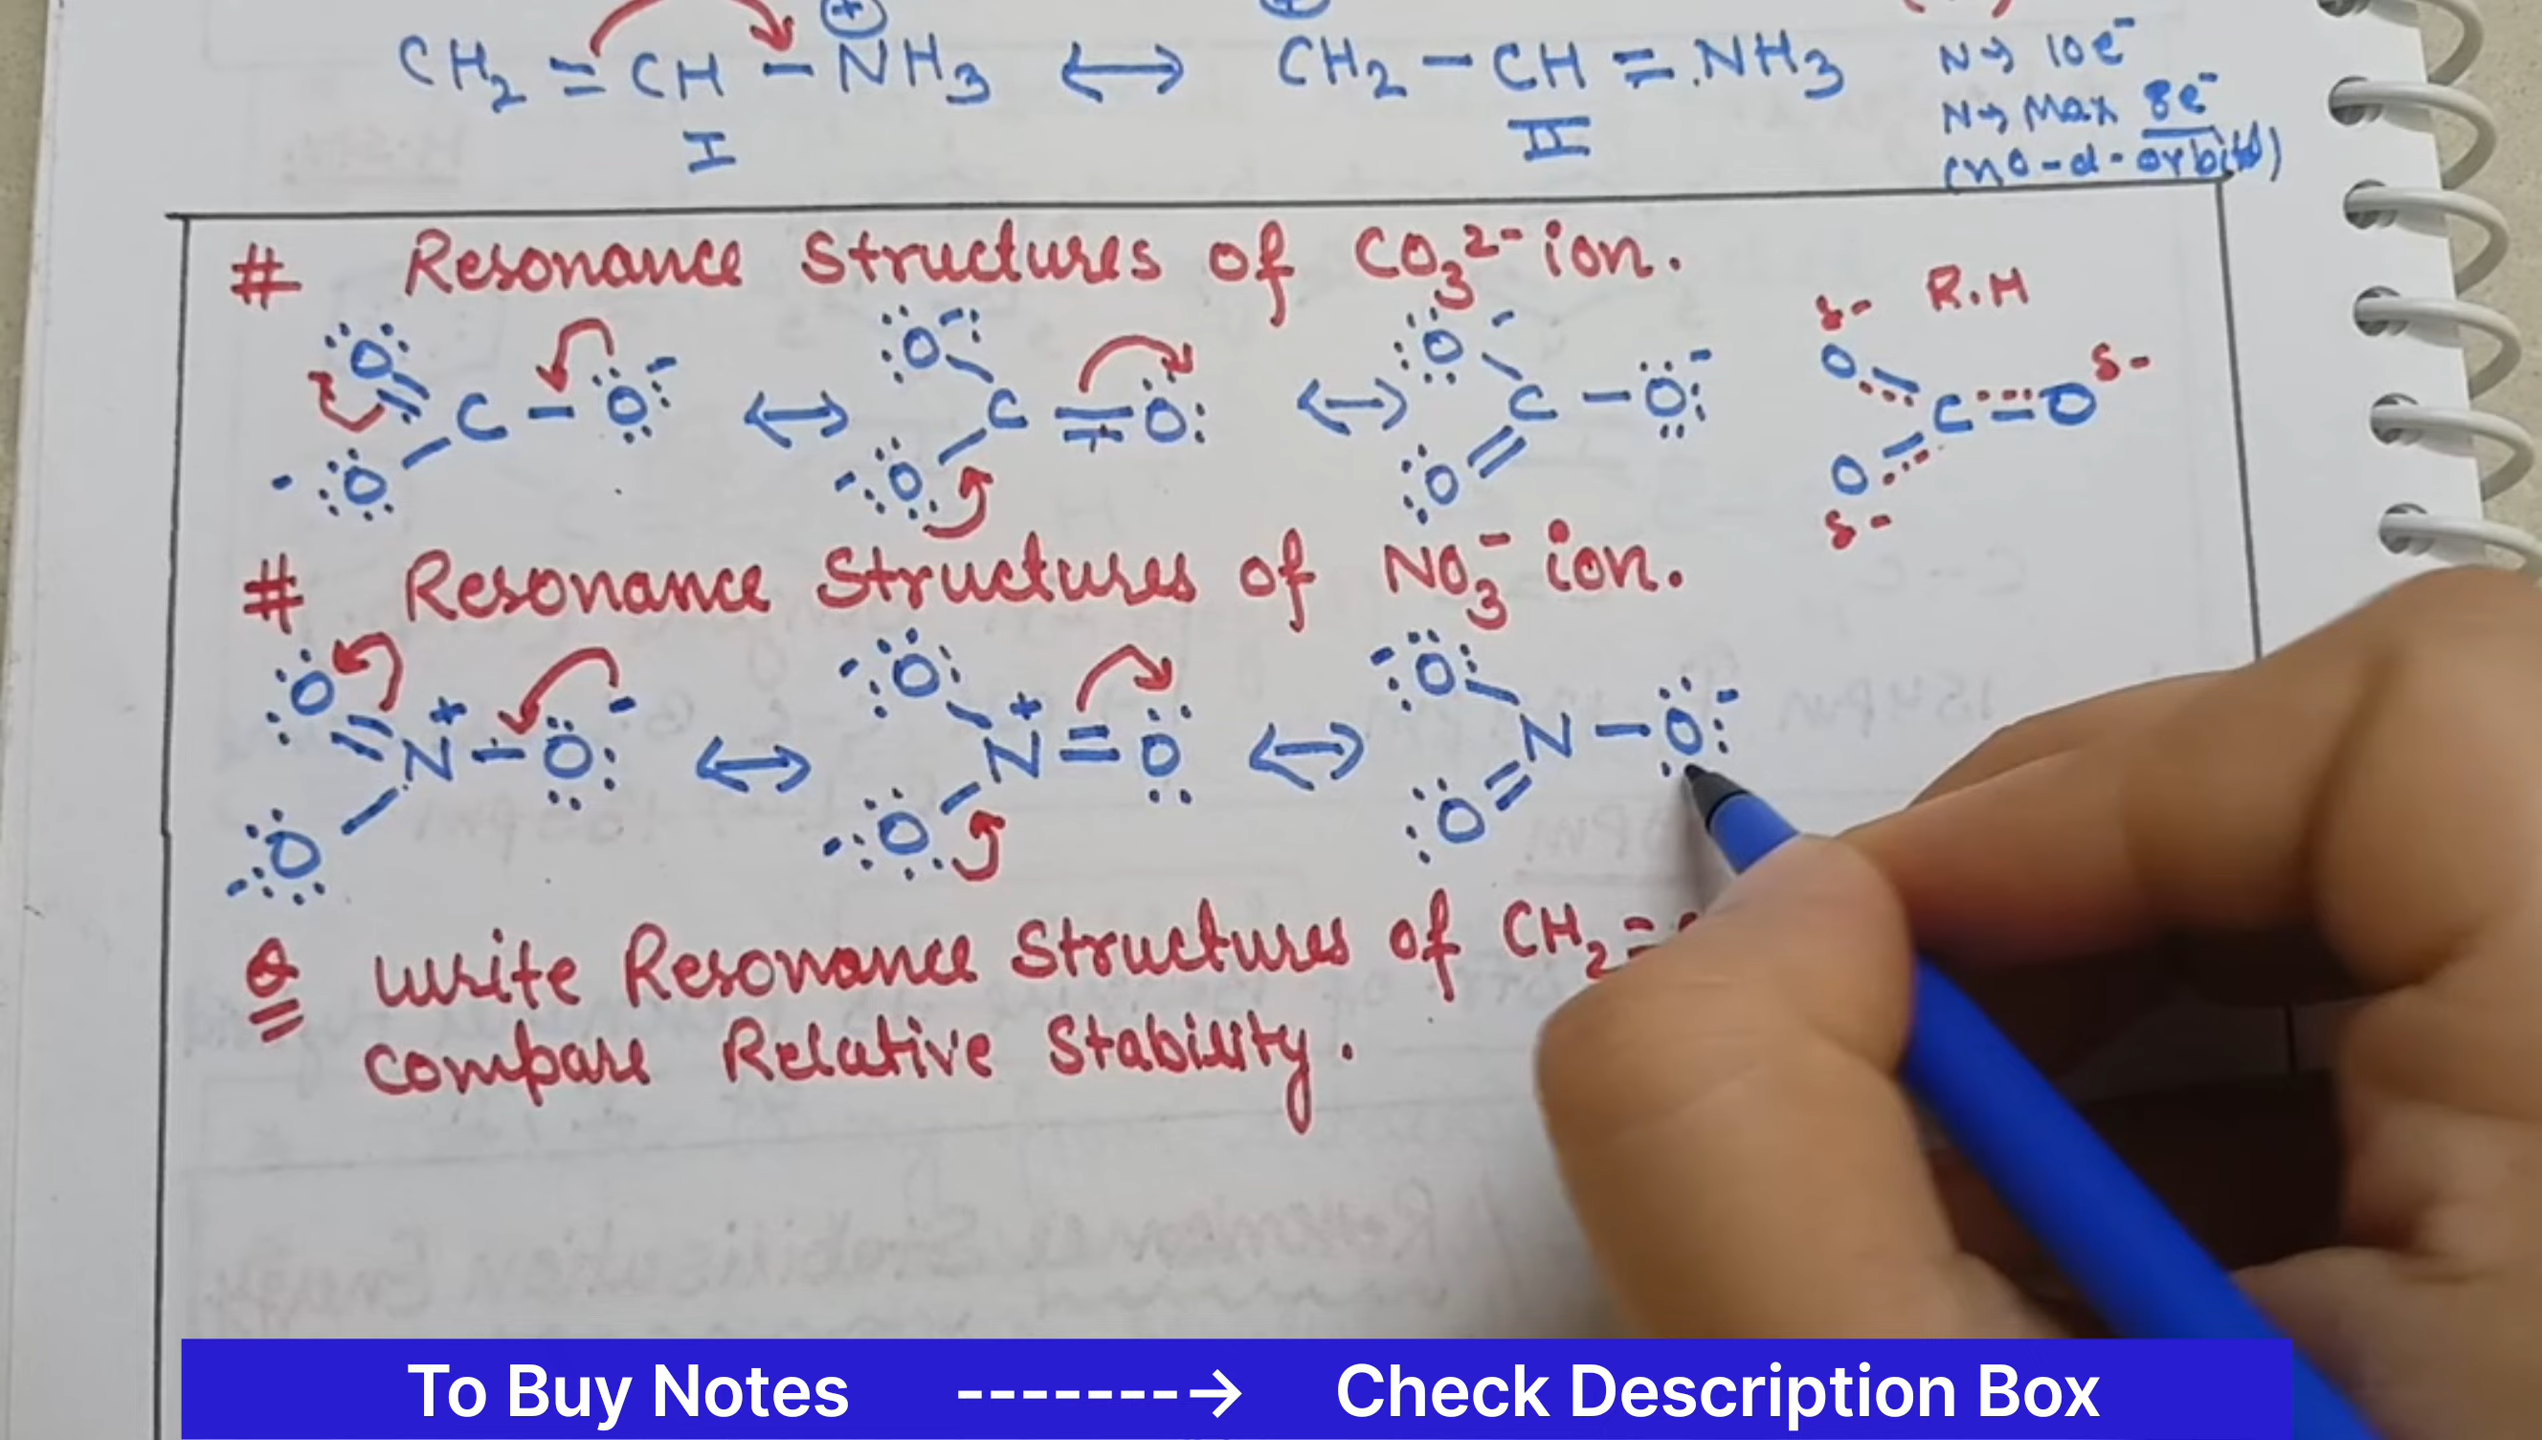 CH2 = CH - NH3 ⟷ CH2 - CH = NH3
⊕
I
II
N→ 10e-
N→ Max 8e-
(no-d-orbital)
# Resonance Structures of CO3 2- ion.
O = C - O - ⟷ O - C = O ⟷ O - C - O -
- O
- O
O
R.H
δ- O
C = O δ-
O
δ-
# Resonance Structures of NO3 - ion.
O = N+ - O - ⟷ - O - N+ = O ⟷ - O - N - O -
- O
- O
O
Q Write Resonance Structures of CH2 =
compare Relative Stability.
To Buy Notes -------→ Check Description Box